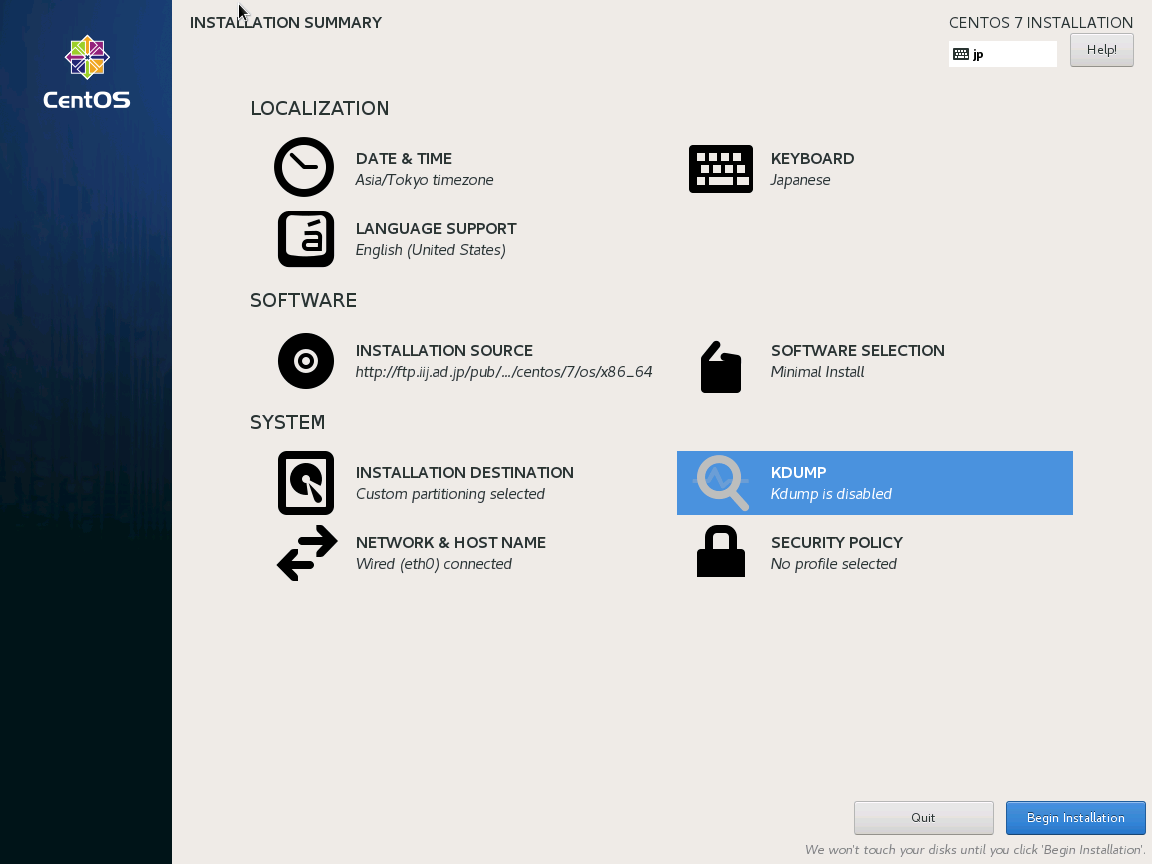 INSTALLATION SUMMARY
CENTOS 7 INSTALLATION
jp
Help!
CentOS
LOCALIZATION
DATE & TIME
Asia/Tokyo timezone
KEYBOARD
Japanese
LANGUAGE SUPPORT
English (United States)
SOFTWARE
INSTALLATION SOURCE
http://ftp.iij.ad.jp/pub/.../centos/7/os/x86_64
SOFTWARE SELECTION
Minimal Install
SYSTEM
INSTALLATION DESTINATION
Custom partitioning selected
KDUMP
Kdump is disabled
NETWORK & HOST NAME
Wired (eth0) connected
SECURITY POLICY
No profile selected
Quit
Begin Installation
We won't touch your disks until you click 'Begin Installation'.